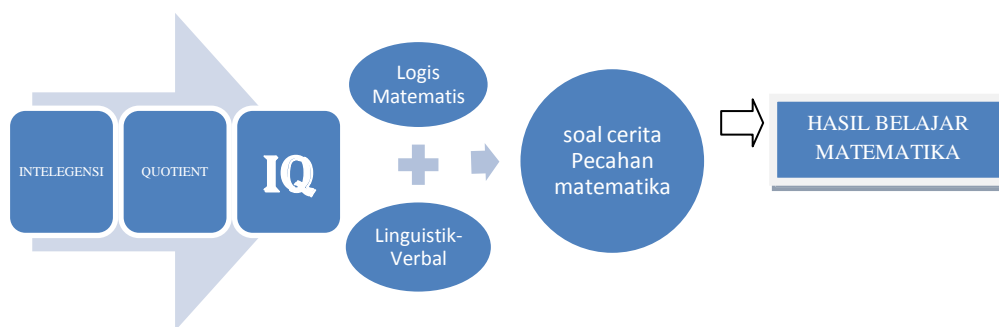 INTELEGENSI
QUOTIENT
IQ
Logis
Matematis
Linguistik-
Verbal
soal cerita
Pecahan
matematika
HASIL BELAJAR
MATEMATIKA